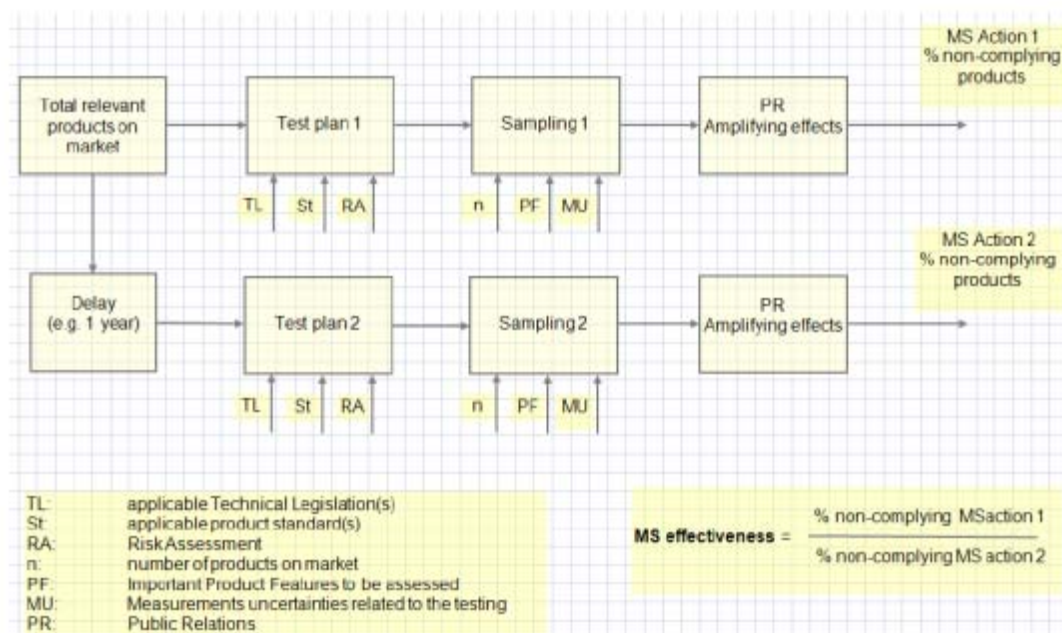 MS Action 1
% non-complying
products
Total relevant
products on
market
Test plan 1
Sampling 1
PR
Amplifying effects
TL St RA
n PF MU
MS Action 2
% non-complying
products
Delay
(e.g. 1 year)
Test plan 2
Sampling 2
PR
Amplifying effects
TL St RA
n PF MU
TL: applicable Technical Legislation(s)
St: applicable product standard(s)
RA: Risk Assessment
n: number of products on market
PF: Important Product Features to be assessed
MU: Measurements uncertainties related to the testing
PR: Public Relations
% non-complying MSaction 1
MS effectiveness =
% non-complying MS action 2